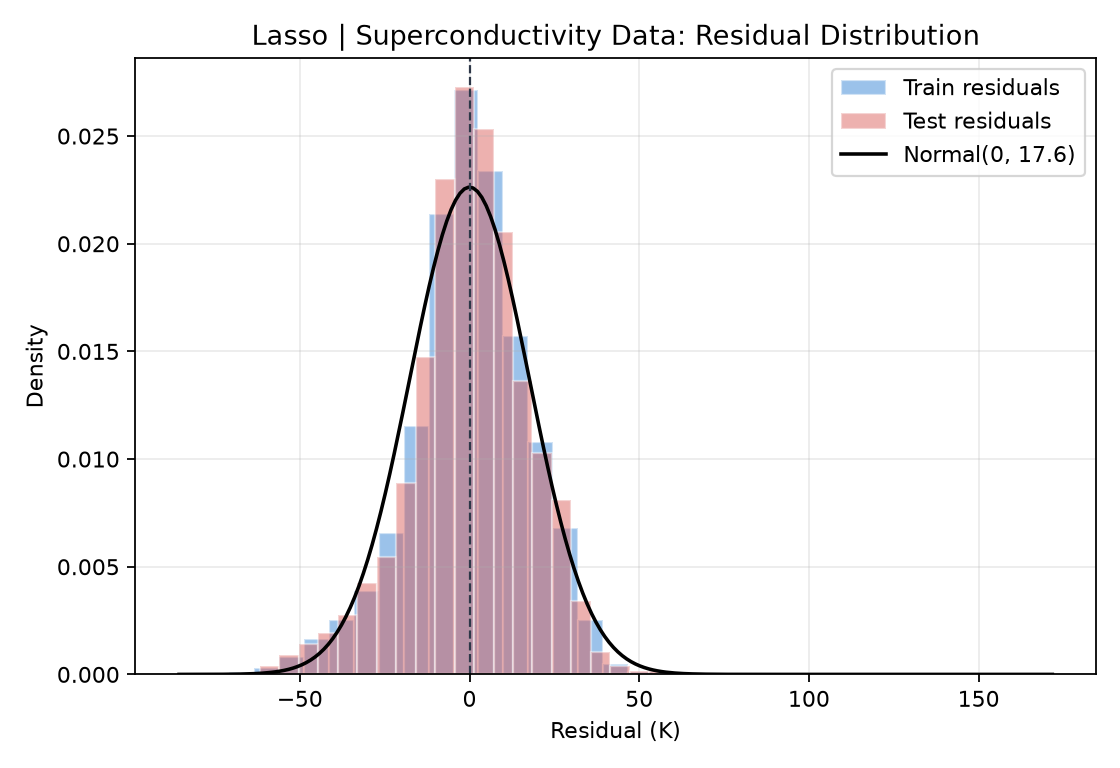 Lasso | Superconductivity Data: Residual Distribution
Train residuals
Test residuals
Normal(0, 17.6)
Density
0.025
0.020
0.015
0.010
0.005
0.000
−50
0
50
100
150
Residual (K)